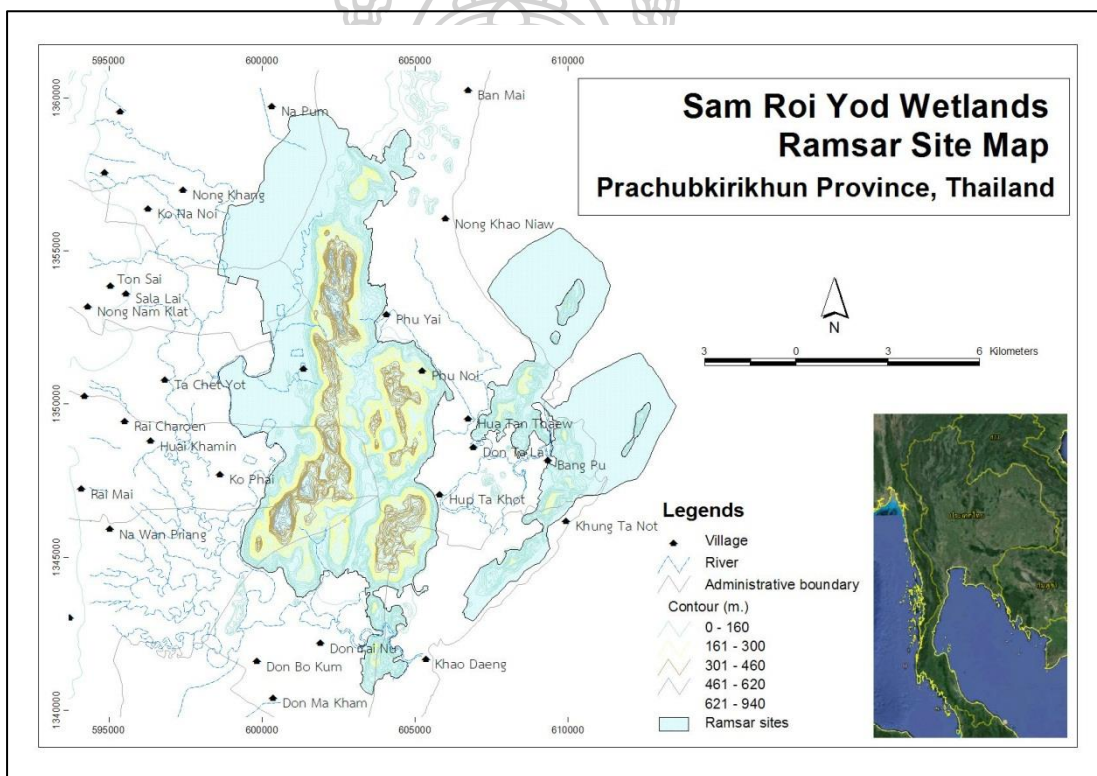 Sam Roi Yod Wetlands
Ramsar Site Map
Prachubkirikhun Province, Thailand
595000
600000
605000
610000
1360000
1355000
1350000
1345000
1340000
Ban Mai
Na Pum
Nong Khang
Ko Na Noi
Nong Khao Niaw
Ton Sai
Sala Lai
Nong Nam Klat
Phu Yai
Phu Noi
Ta Chet Yot
Rai Charoen
Huai Khamin
Hua Tan Thaew
Don Ta La
Bang Pu
Ko Phai
Rai Mai
Hup Ta Khot
Na Wan Priang
Khung Ta Not
Don Bo Kum
Khao Daeng
Don Ma Kham
595000
600000
605000
610000
N
3
0
3
6
Kilometers
Legends
Village
River
Administrative boundary
Contour (m.)
0 - 160
161 - 300
301 - 460
461 - 620
621 - 940
Ramsar sites